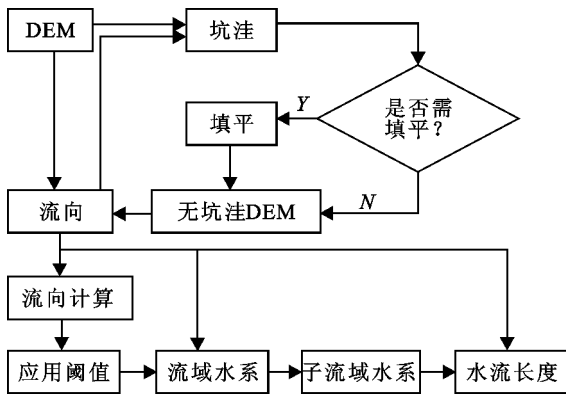 DEM
坑洼
是否需
填平？
Y
填平
流向
无坑洼DEM
N
流向计算
应用阈值
流域水系
子流域水系
水流长度